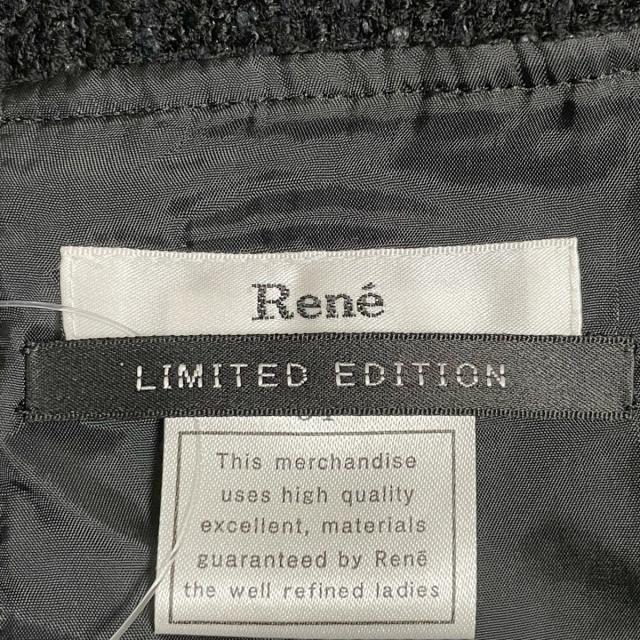 René
LIMITED EDITION
This merchandise
uses high quality
excellent, materials
guaranteed by René
the well refined ladies